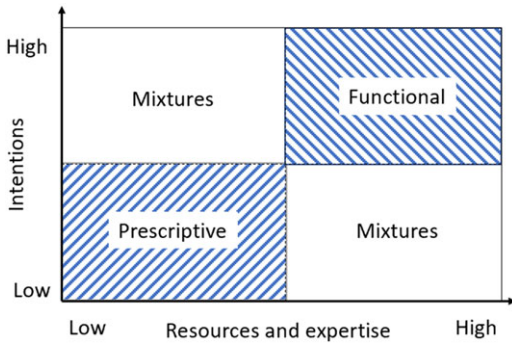 High
Mixtures
Functional
Intentions
Prescriptive
Mixtures
Low
Low
Resources and expertise
High